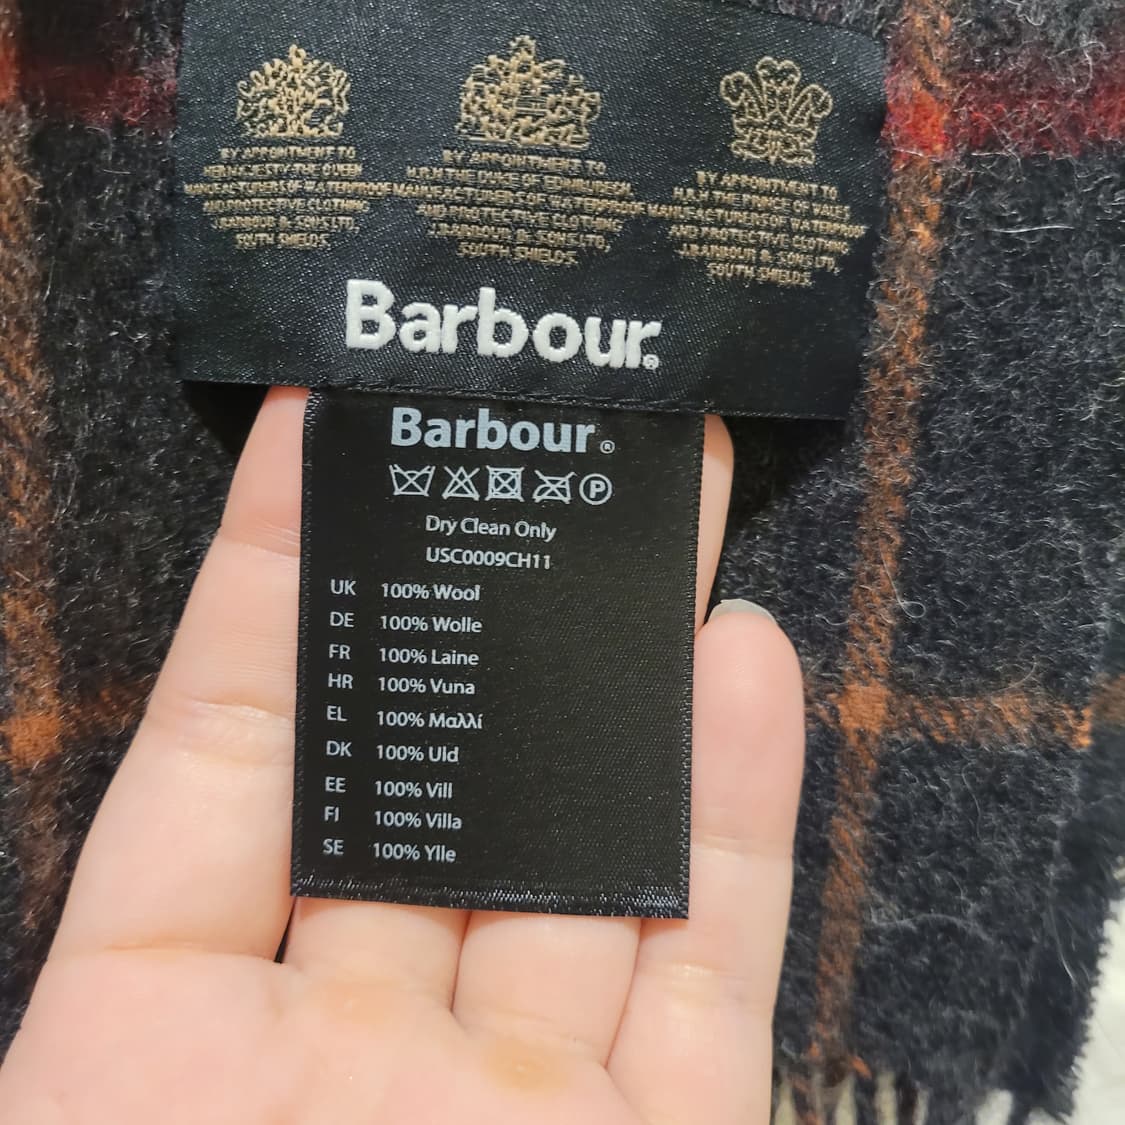 BY APPOINTMENT TO
HER MAJESTY THE QUEEN
MANUFACTURERS OF WATERPROOF
AND PROTECTIVE CLOTHING
J.BARBOUR & SONS LTD,
SOUTH SHIELDS.
BY APPOINTMENT TO
H.R.H THE DUKE OF EDINBURGH,
MANUFACTURERS OF WATERPROOF
AND PROTECTIVE CLOTHING
J.BARBOUR & SONS LTD,
SOUTH SHIELDS
BY APPOINTMENT TO
H.R.H THE PRINCE OF WALES,
MANUFACTURERS OF WATERPROOF
AND PROTECTIVE CLOTHING
J.BARBOUR & SONS LTD,
SOUTH SHIELDS.
Barbour®
Barbour®
P
Dry Clean Only
USC0009CH11
UK 100% Wool
DE 100% Wolle
FR 100% Laine
HR 100% Vuna
EL 100% Μαλλί
DK 100% Uld
EE 100% Vill
FI 100% Villa
SE 100% Ylle